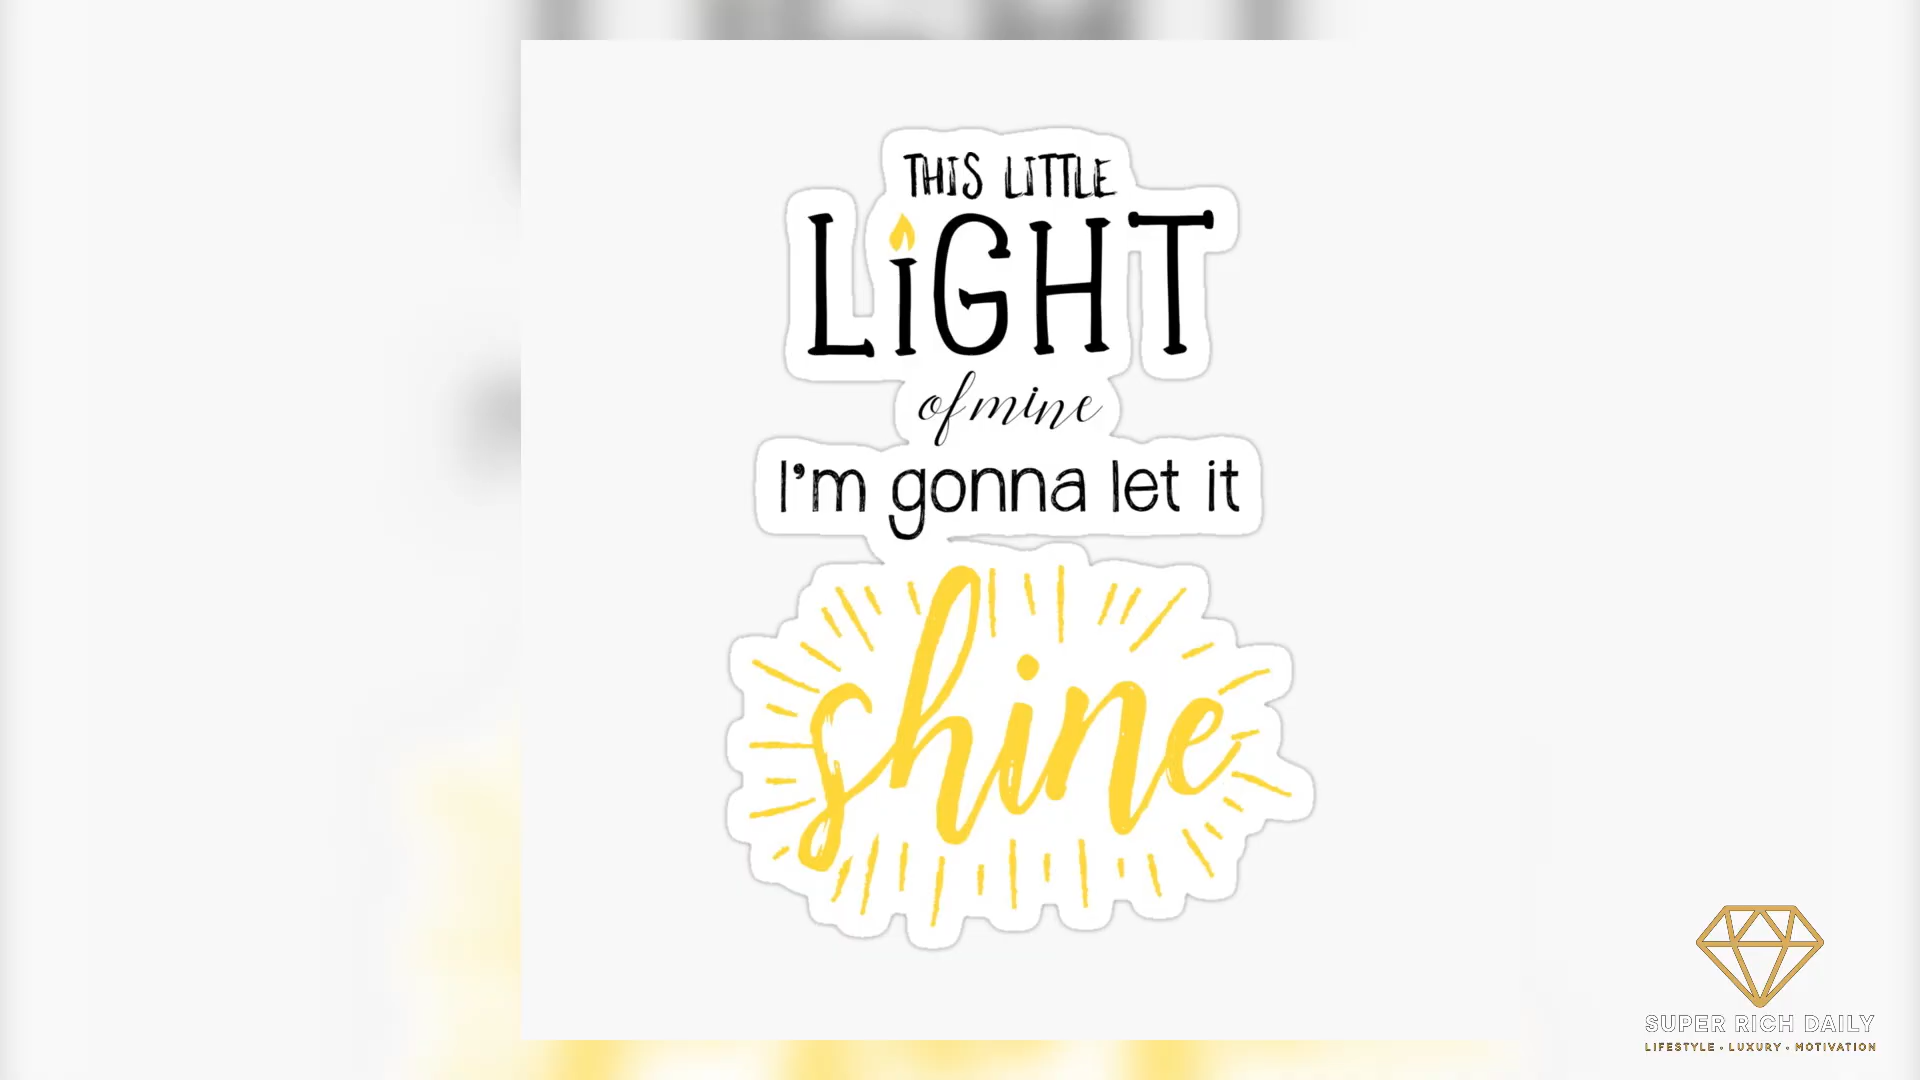 THIS LITTLE
LiGHT
of mine
I'm gonna let it
shine
SUPER RICH DAILY
LIFESTYLE • LUXURY • MOTIVATION